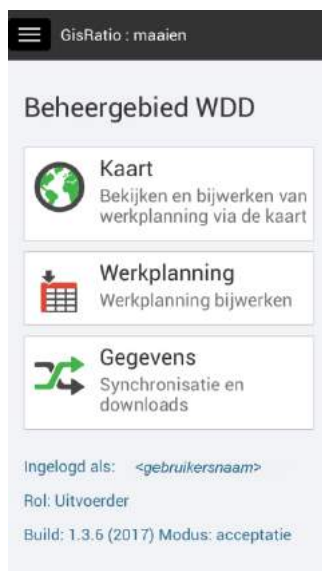 GisRatio : maaien
Beheergebied WDD
Kaart
Bekijken en bijwerken van
werkplanning via de kaart
Werkplanning
Werkplanning bijwerken
Gegevens
Synchronisatie en
downloads
Ingelogd als: <gebruikersnaam>
Rol: Uitvoerder
Build: 1.3.6 (2017) Modus: acceptatie